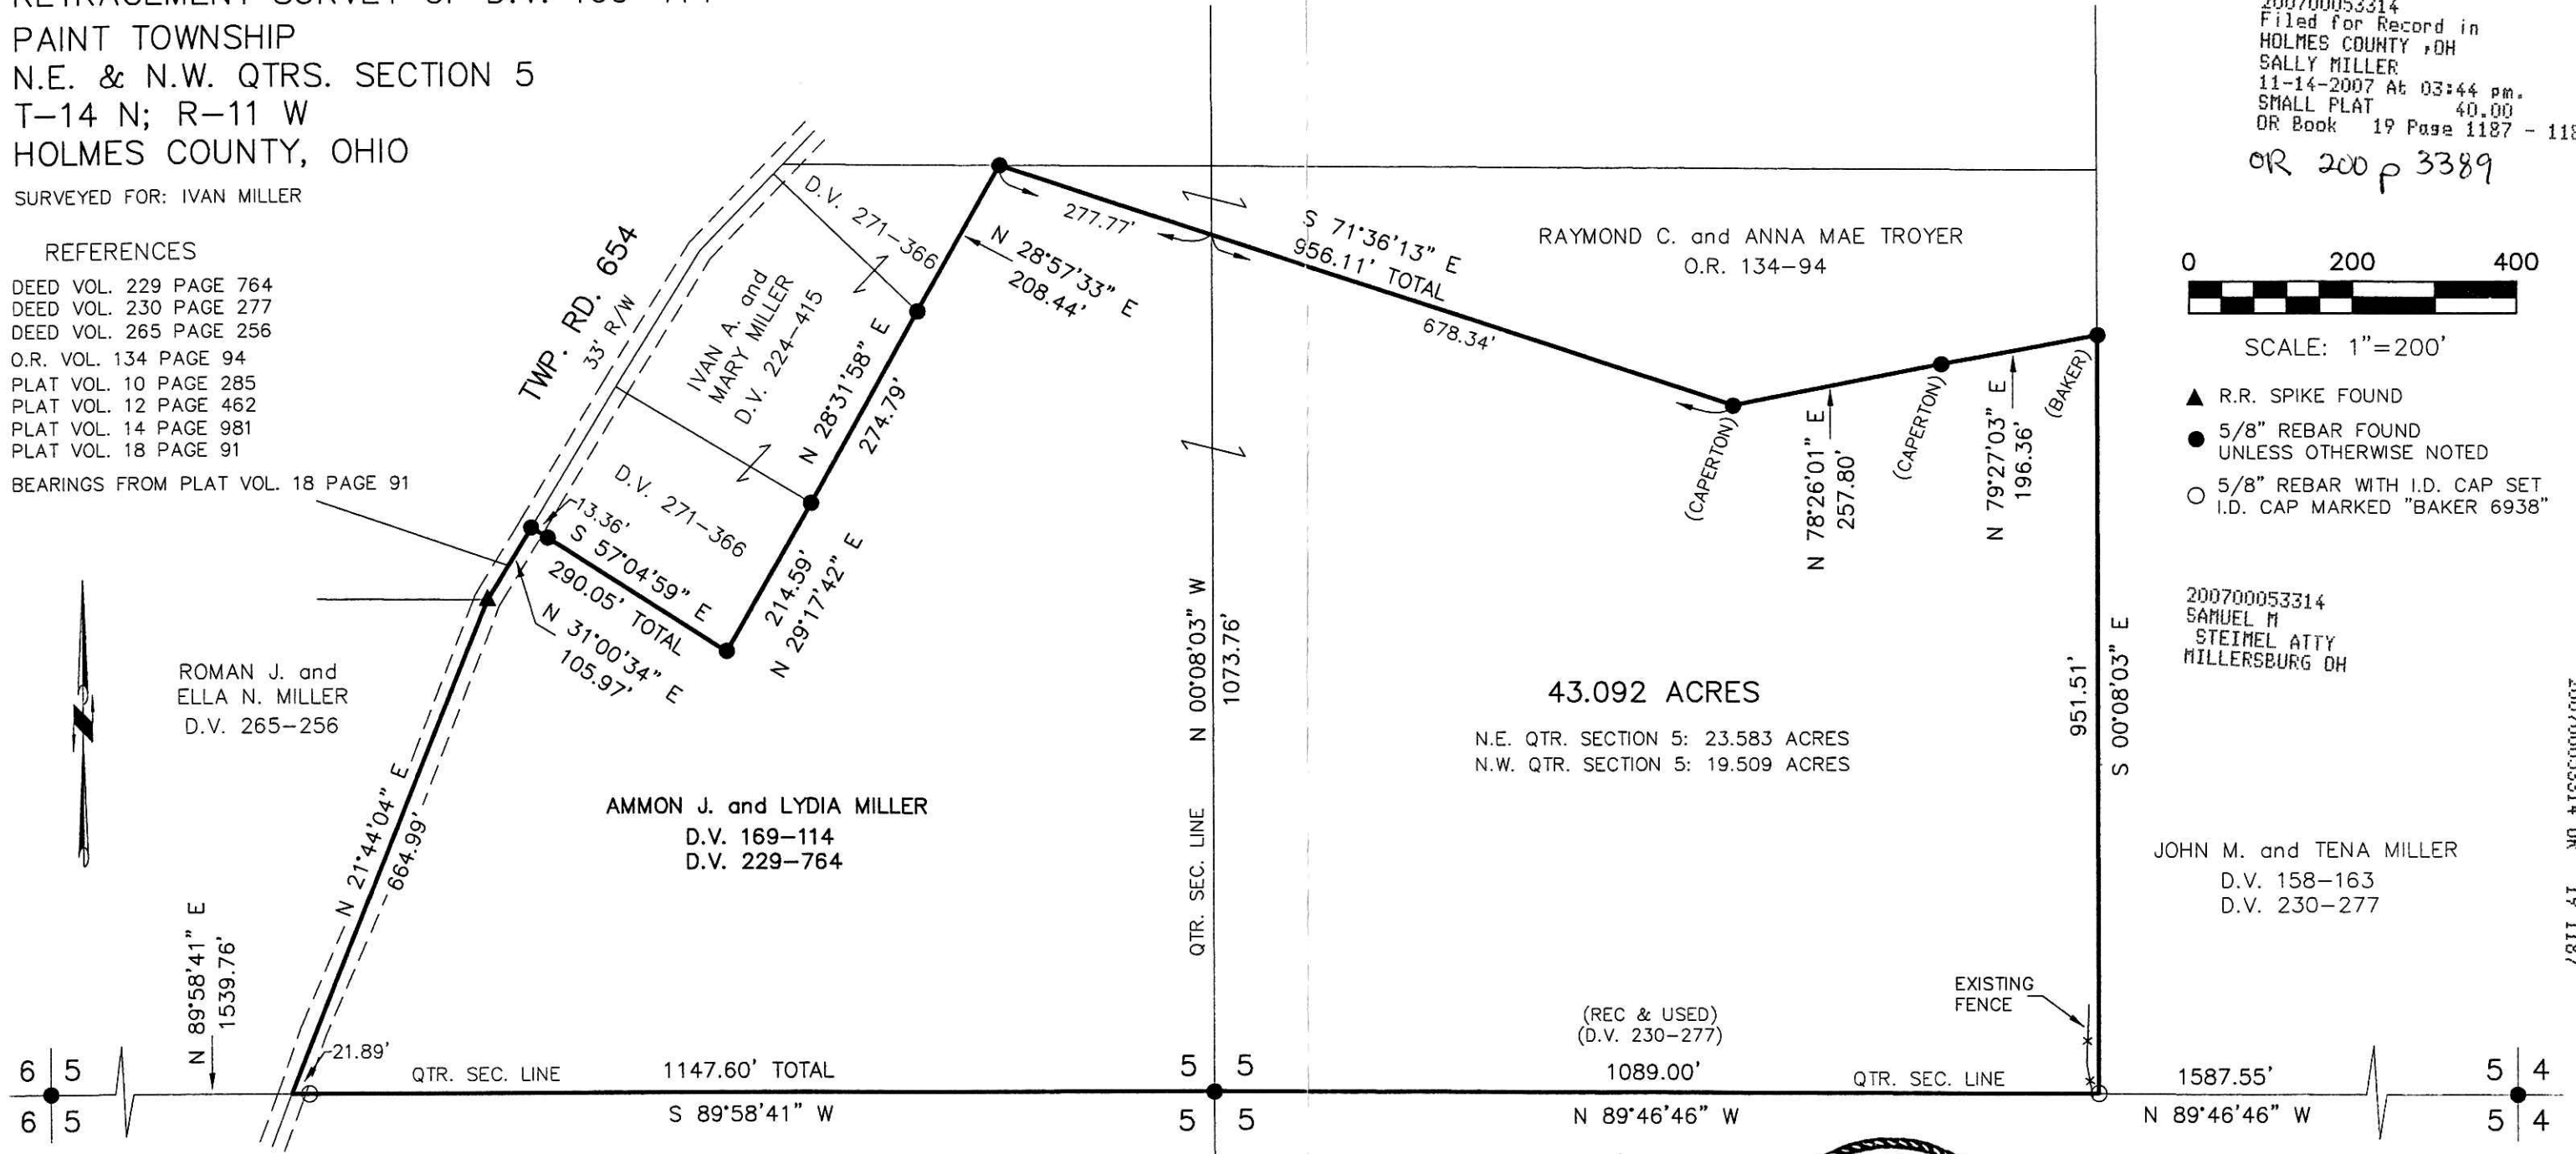 PAINT TOWNSHIP
N.E. & N.W. QTRS. SECTION 5
T-14 N; R-11 W
HOLMES COUNTY, OHIO
SURVEYED FOR: IVAN MILLER
REFERENCES
DEED VOL. 229 PAGE 764
DEED VOL. 230 PAGE 277
DEED VOL. 265 PAGE 256
O.R. VOL. 134 PAGE 94
PLAT VOL. 10 PAGE 285
PLAT VOL. 12 PAGE 462
PLAT VOL. 14 PAGE 981
PLAT VOL. 18 PAGE 91
BEARINGS FROM PLAT VOL. 18 PAGE 91
200700053314
Filed for Record in
HOLMES COUNTY ,OH
SALLY MILLER
11-14-2007 At 03:44 pm.
SMALL PLAT 40.00
OR Book 19 Page 1187 -
OR 200 p 3389
0 200 400
SCALE: 1"=200'
R.R. SPIKE FOUND
5/8" REBAR FOUND
UNLESS OTHERWISE NOTED
5/8" REBAR WITH I.D. CAP SET
I.D. CAP MARKED "BAKER 6938"
200700053314
SAMUEL M
STEIMEL ATTY
MILLERSBURG OH
TWP. RD. 654
33' R/W
D.V. 271-366
IVAN A. and
MARY MILLER
D.V. 224-415
D.V. 271-366
N 28°57'33" E
208.44'
N 28°31'58" E
274.79'
214.59'
N 29°17'42" E
13.36'
S 57°04'59" E
290.05' TOTAL
N 31°00'34" E
105.97'
277.77'
S 71°36'13" E
956.11' TOTAL
678.34'
RAYMOND C. and ANNA MAE TROYER
O.R. 134-94
(CAPERTON)
N 78°26'01" E
257.80'
(CAPERTON)
N 79°27'03" E
196.36'
(BAKER)
ROMAN J. and
ELLA N. MILLER
D.V. 265-256
N 21°44'04" E
664.99'
AMMON J. and LYDIA MILLER
D.V. 169-114
D.V. 229-764
N 00°08'03" W
1073.76'
QTR. SEC. LINE
43.092 ACRES
N.E. QTR. SECTION 5: 23.583 ACRES
N.W. QTR. SECTION 5: 19.509 ACRES
951.51'
S 00°08'03" E
JOHN M. and TENA MILLER
D.V. 158-163
D.V. 230-277
EXISTING
FENCE
(REC & USED)
(D.V. 230-277)
N 89°58'41" E
1539.76'
21.89'
6 5
6 5
QTR. SEC. LINE
1147.60' TOTAL
S 89°58'41" W
5 5
5 5
1089.00'
QTR. SEC. LINE
N 89°46'46" W
1587.55'
N 89°46'46" W
5 4
5 4